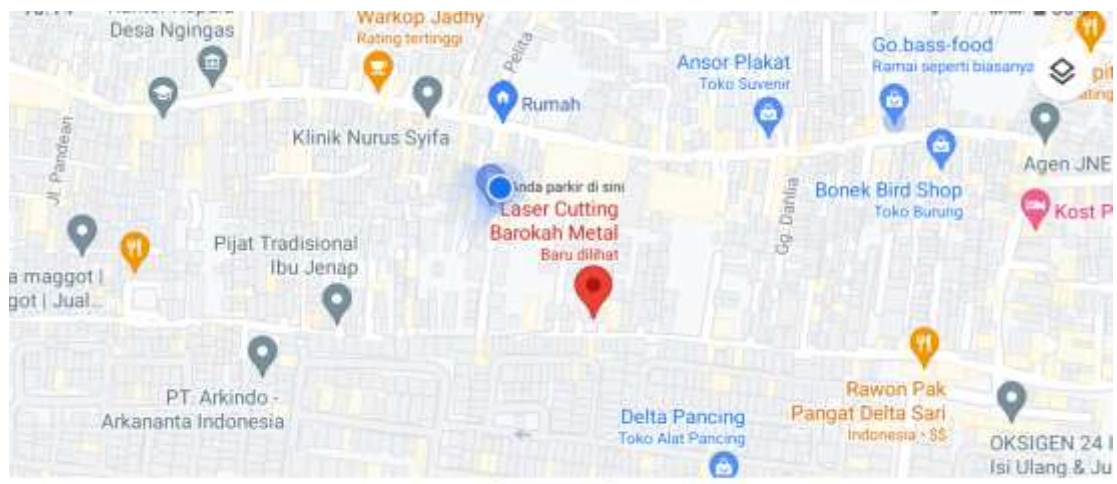 Desa Ngingas
Warkop Jadhy
Rating tertinggi
Pelita
Ansor Plakat
Toko Suvenir
Go.bass-food
Ramai seperti biasanya
Rumah
Klinik Nurus Syifa
Jl. Pandean
Agen JNE
Anda parkir di sini
Laser Cutting
Barokah Metal
Baru dilihat
Gg. Dahlia
Bonek Bird Shop
Toko Burung
Kost P
Pijat Tradisional
Ibu Jenap
a maggot |
got | Jual...
PT. Arkindo -
Arkananta Indonesia
Rawon Pak
Pangat Delta Sari
Indonesia • $$
Delta Pancing
Toko Alat Pancing
OKSIGEN 24
Isi Ulang & Ju